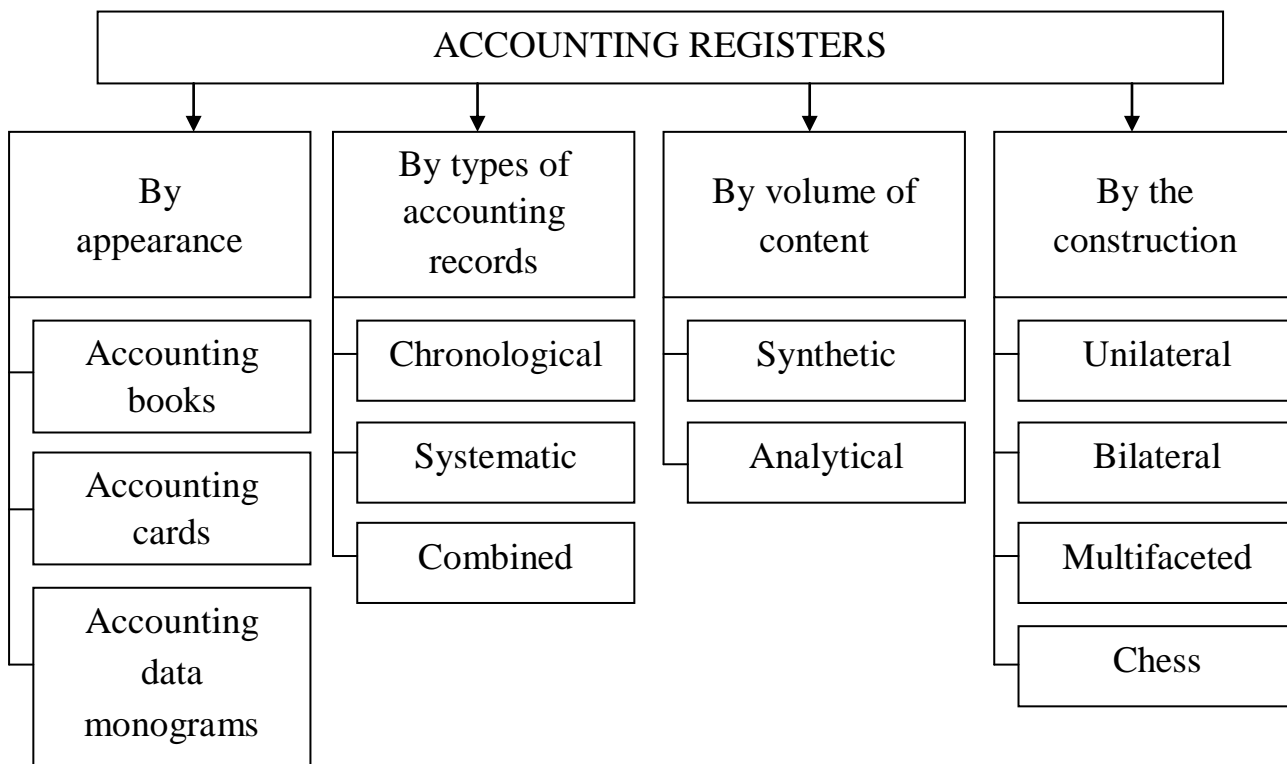 ACCOUNTING REGISTERS
By
appearance
Accounting
books
Accounting
cards
Accounting
data
monograms
By types of
accounting
records
Chronological
Systematic
Combined
By volume of
content
Synthetic
Analytical
By the
construction
Unilateral
Bilateral
Multifaceted
Chess